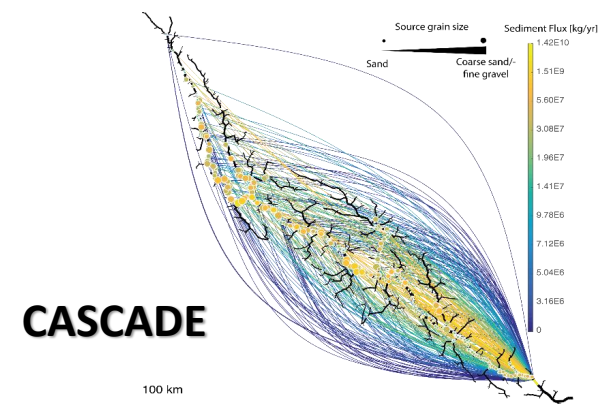 Source grain size
Sand
Coarse sand/-
fine gravel
Sediment Flux [kg/yr]
1.42E10
1.51E9
5.60E7
3.08E7
1.96E7
1.41E7
9.78E6
7.12E6
5.04E6
3.16E6
0
CASCADE
100 km